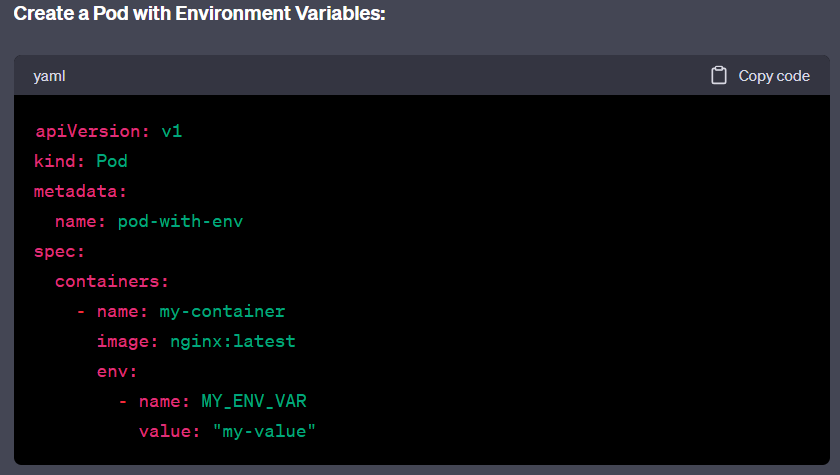 Create a Pod with Environment Variables:
yaml
Copy code
apiVersion: v1
kind: Pod
metadata:
  name: pod-with-env
spec:
  containers:
    - name: my-container
      image: nginx:latest
      env:
        - name: MY_ENV_VAR
          value: "my-value"